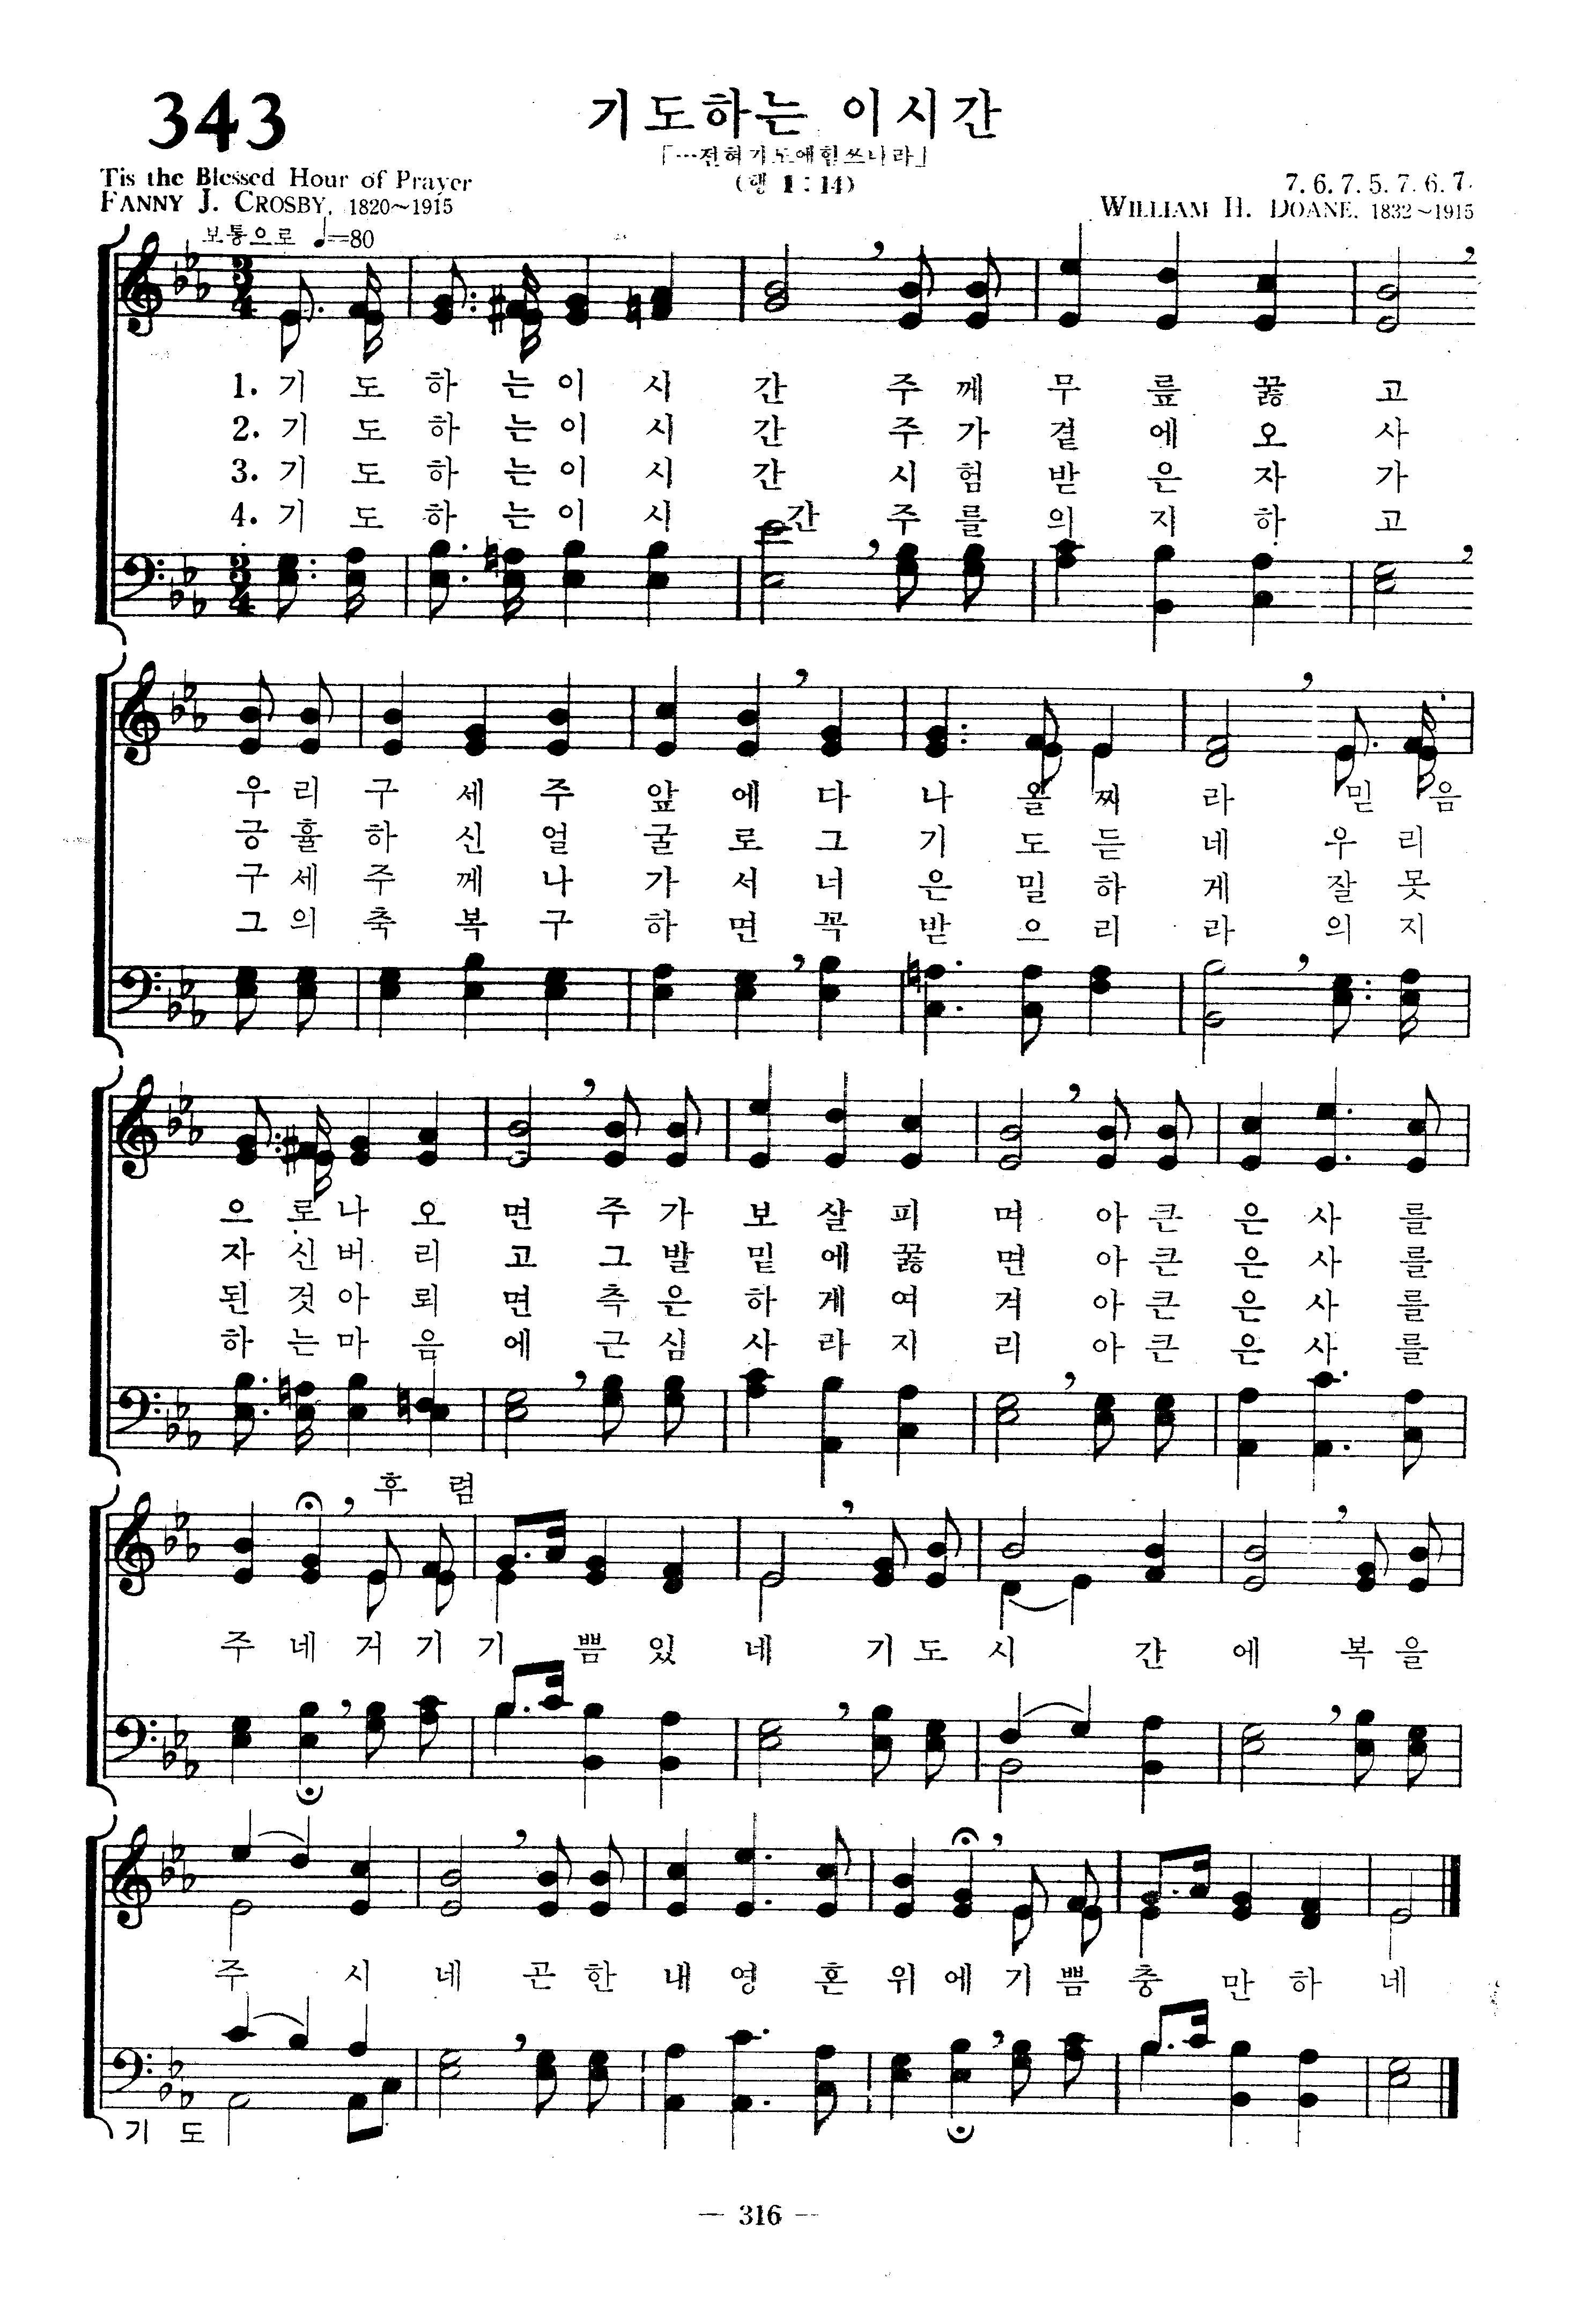 343
기도하는 이시간
「…전혀기도에힘쓰니라」
(행 1:14)
Tis the Blessed Hour of Prayer
FANNY J. CROSBY, 1820~1915
7. 6. 7. 5. 7. 6. 7.
WILLIAM H. DOANE, 1832~1915
보통으로 ♩=80
1. 기 도 하 는 이 시 간 주 께 무 릎 꿇 고
2. 기 도 하 는 이 시 간 주 가 곁 에 오 사
3. 기 도 하 는 이 시 간 시 험 받 은 자 가
4. 기 도 하 는 이 시 간 주 를 의 지 하 고
우 리 구 세 주 앞 에 다 나 올 찌 라 믿 음
긍 휼 하 신 얼 굴 로 그 기 도 듣 네 우 리
구 세 주 께 나 가 서 너 은 밀 하 게 잘 못
그 의 축 복 구 하 면 꼭 받 으 리 라 의 지
으 로 나 오 면 주 가 보 살 피 며 아 큰 은 사 를
자 신 버 리 고 그 발 밑 에 꿇 면 아 큰 은 사 를
된 것 아 뢰 면 측 은 하 게 여 겨 아 큰 은 사 를
하 는 마 음 에 근 심 사 라 지 리 아 큰 은 사 를
후 렴
주 네 거 기 기 쁨 있 네 기 도 시 간 에 복 을
주 시 네 곤 한 내 영 혼 위 에 기 쁨 충 만 하 네
기 도
— 316 —